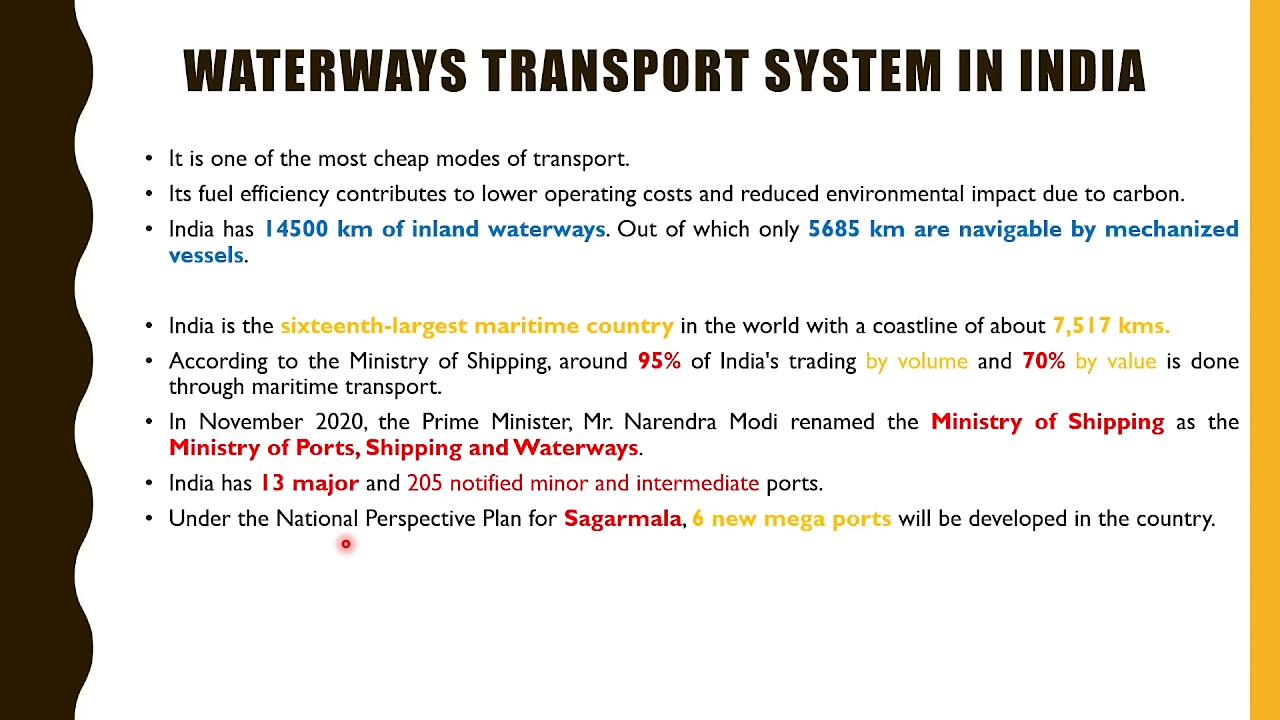 WATERWAYS TRANSPORT SYSTEM IN INDIA
• It is one of the most cheap modes of transport.
• Its fuel efficiency contributes to lower operating costs and reduced environmental impact due to carbon.
• India has 14500 km of inland waterways. Out of which only 5685 km are navigable by mechanized
vessels.
• India is the sixteenth-largest maritime country in the world with a coastline of about 7,517 kms.
• According to the Ministry of Shipping, around 95% of India's trading by volume and 70% by value is done
through maritime transport.
• In November 2020, the Prime Minister, Mr. Narendra Modi renamed the Ministry of Shipping as the
Ministry of Ports, Shipping and Waterways.
• India has 13 major and 205 notified minor and intermediate ports.
• Under the National Perspective Plan for Sagarmala, 6 new mega ports will be developed in the country.